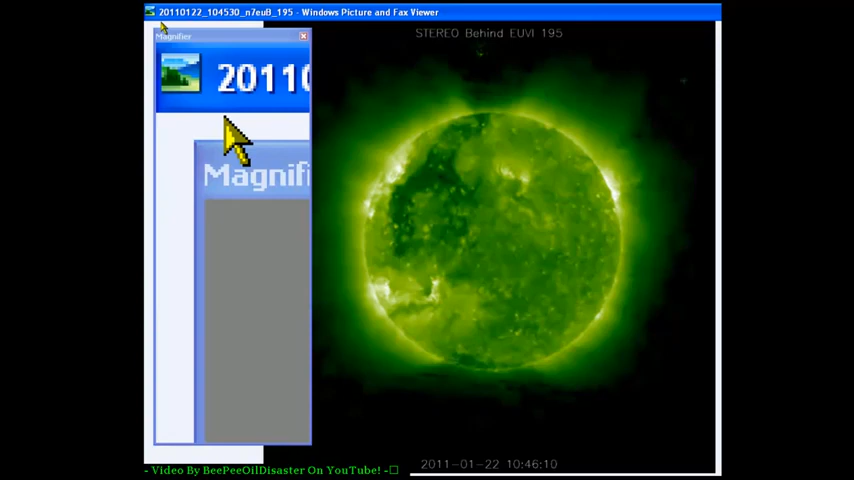 20110122_104530_n7euB_195 - Windows Picture and Fax Viewer
STEREO Behind EUVI 195
Magnifier
2011
Magnifi
2011-01-22 10:46:10
- Video By BeePeeOilDisaster On YouTube! -□